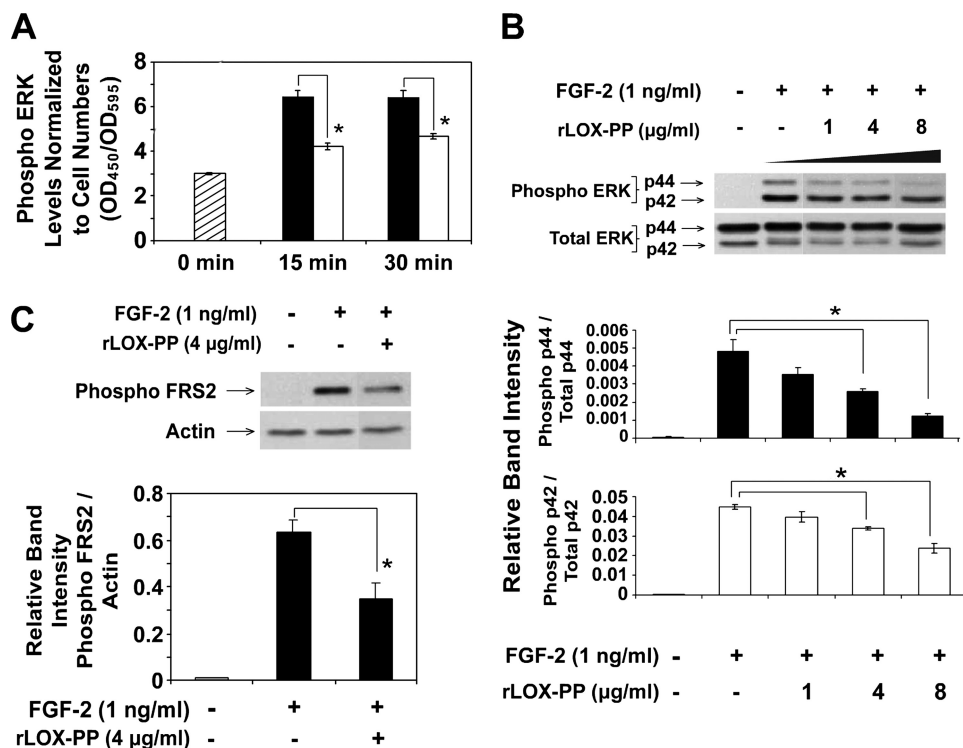 A
Phospho ERK
Levels Normalized
to Cell Numbers
(OD450/OD595)
8
6
4
2
0
*
*
0 min
15 min
30 min
B
FGF-2 (1 ng/ml) - + + + +
rLOX-PP (µg/ml) - - 1 4 8
Phospho ERK
p44
p42
Total ERK
p44
p42
Relative Band Intensity
Phospho p44 /
Total p44
0.006
0.005
0.004
0.003
0.002
0.001
0
*
Phospho p42 /
Total p42
0.05
0.04
0.03
0.02
0.01
0
*
FGF-2 (1 ng/ml) - + + + +
rLOX-PP (µg/ml) - - 1 4 8
C
FGF-2 (1 ng/ml) - + +
rLOX-PP (4 µg/ml) - - +
Phospho FRS2
Actin
Relative Band
Intensity
Phospho FRS2 /
Actin
0.8
0.6
0.4
0.2
0
*
FGF-2 (1 ng/ml) - + +
rLOX-PP (4 µg/ml) - - +